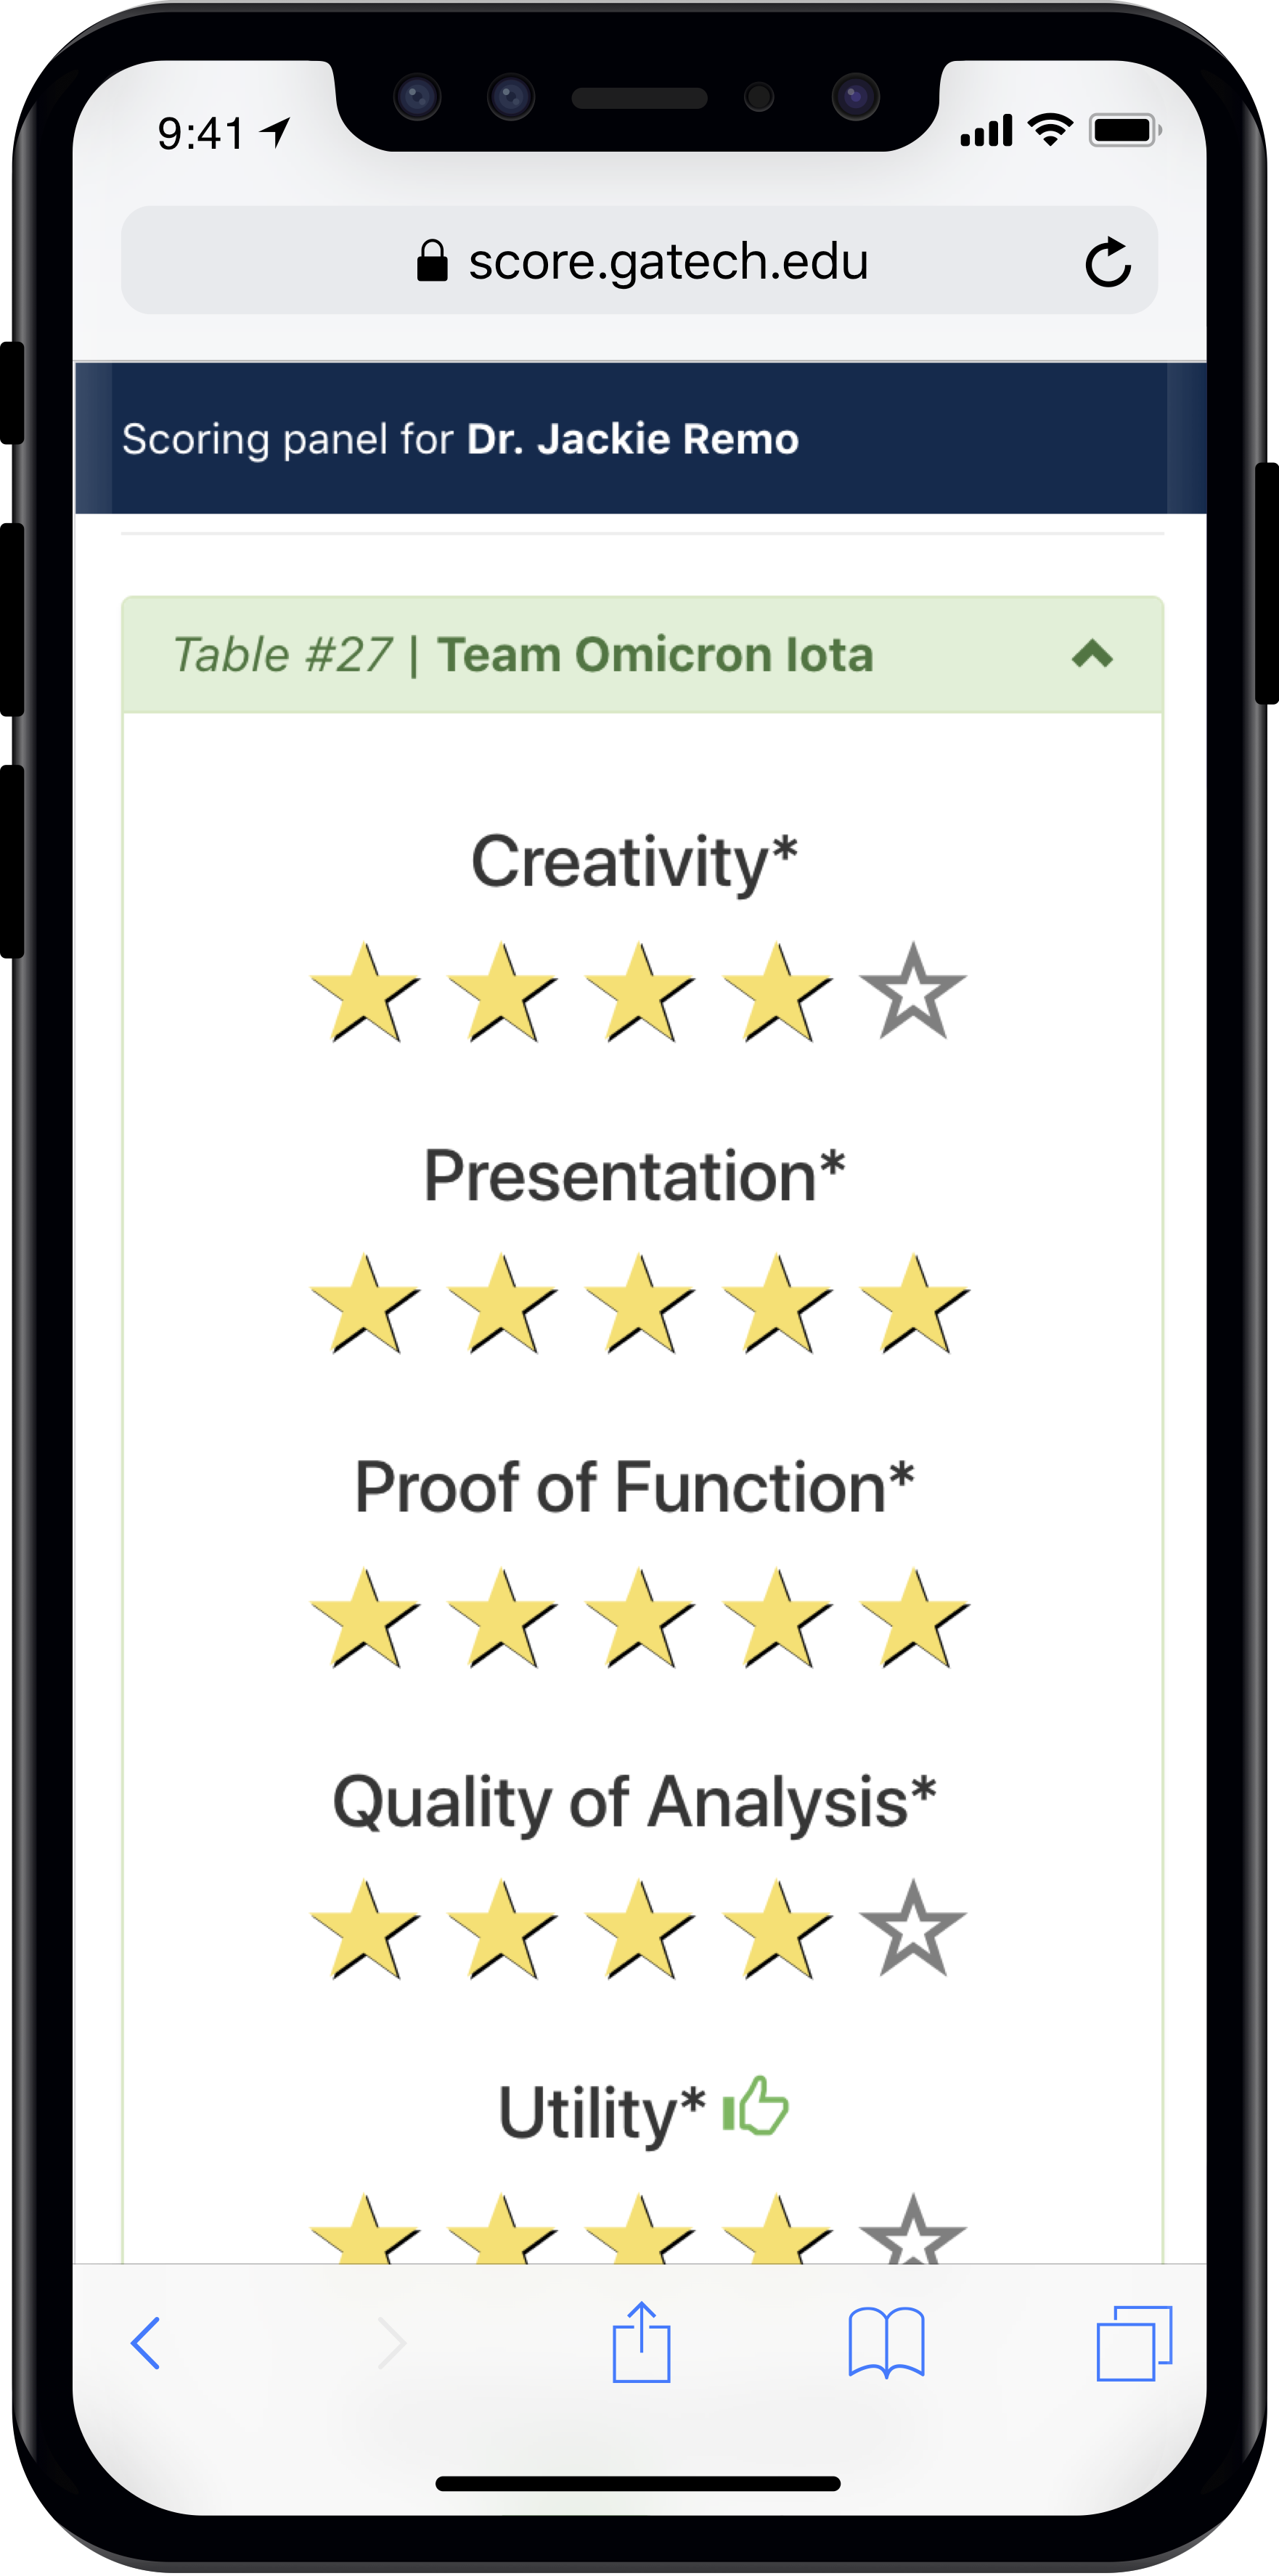 9:41
score.gatech.edu
Scoring panel for Dr. Jackie Remo
Table #27 | Team Omicron Iota
Creativity*
Presentation*
Proof of Function*
Quality of Analysis*
Utility*